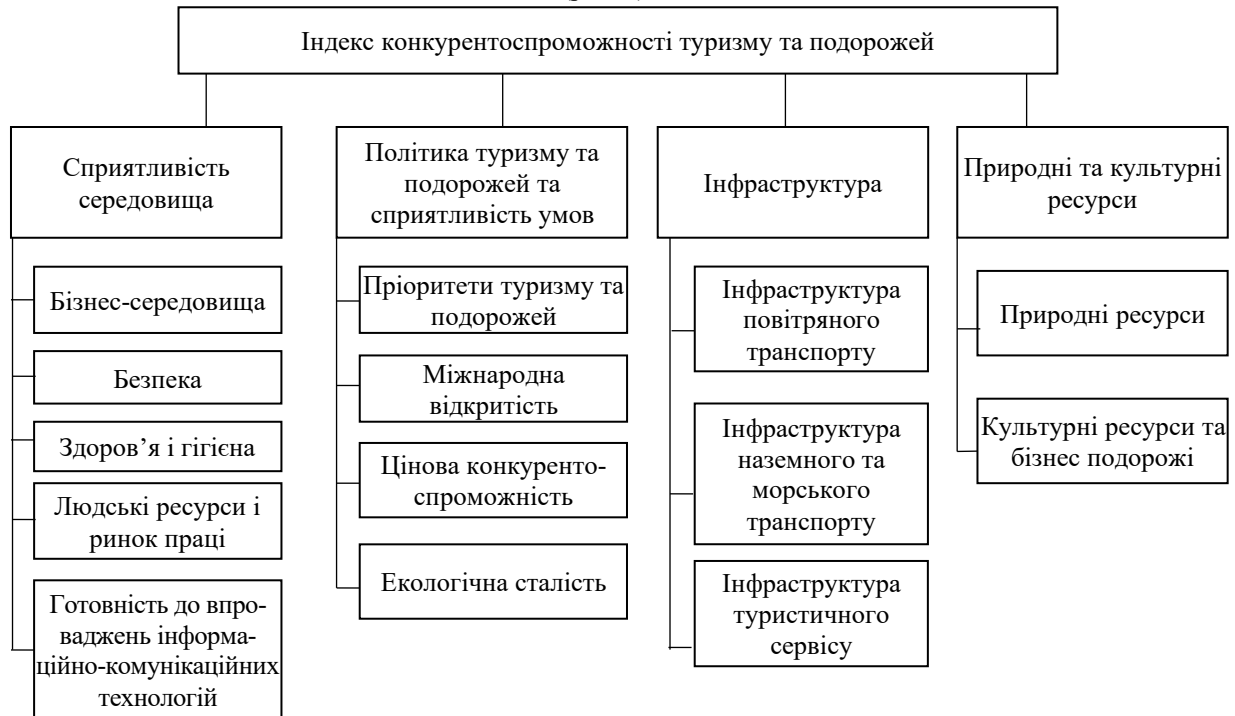 Індекс конкурентоспроможності туризму та подорожей
Сприятливість
середовища
Бізнес-середовища
Безпека
Здоров’я і гігієна
Людські ресурси і
ринок праці
Готовність до впро-
ваджень інформа-
ційно-комунікаційних
технологій
Політика туризму та
подорожей та
сприятливість умов
Пріоритети туризму та
подорожей
Міжнародна
відкритість
Цінова конкуренто-
спроможність
Екологічна сталість
Інфраструктура
Інфраструктура
повітряного
транспорту
Інфраструктура
наземного та
морського
транспорту
Інфраструктура
туристичного
сервісу
Природні та культурні
ресурси
Природні ресурси
Культурні ресурси та
бізнес подорожі